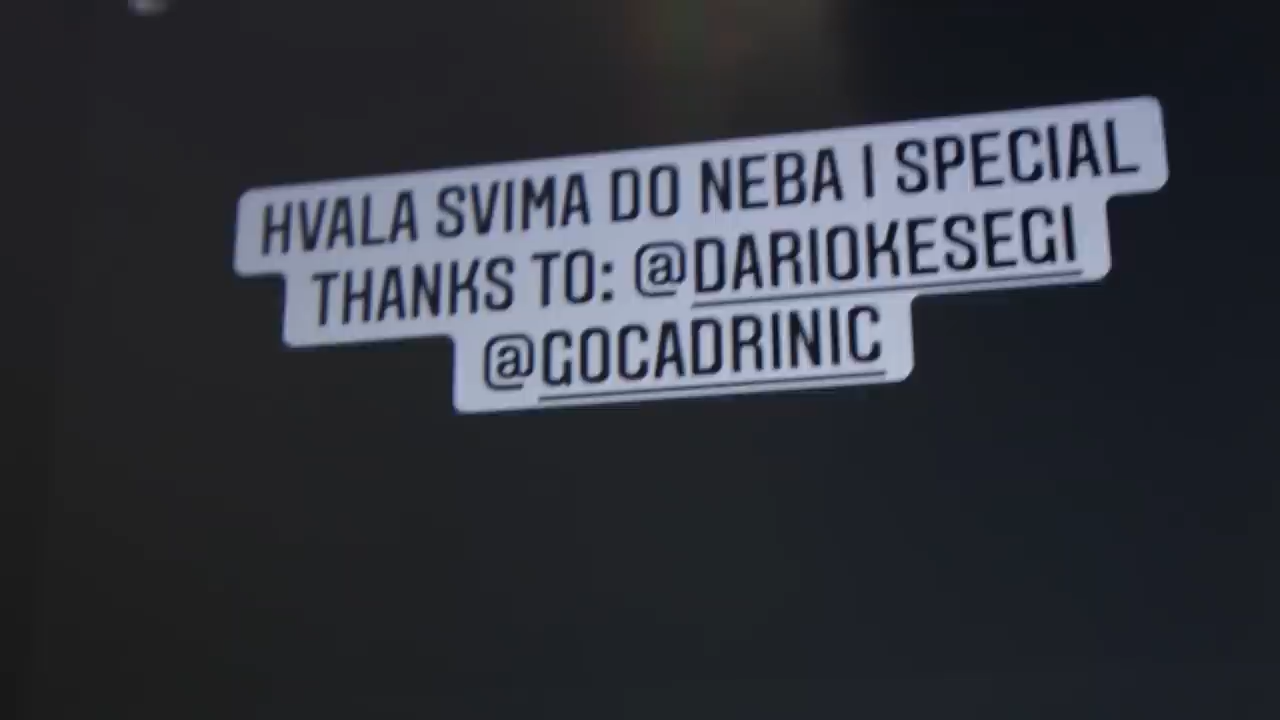 HVALA SVIMA DO NEBA I SPECIAL
THANKS TO: @DARIOKESEGI
@GOCADRINIC